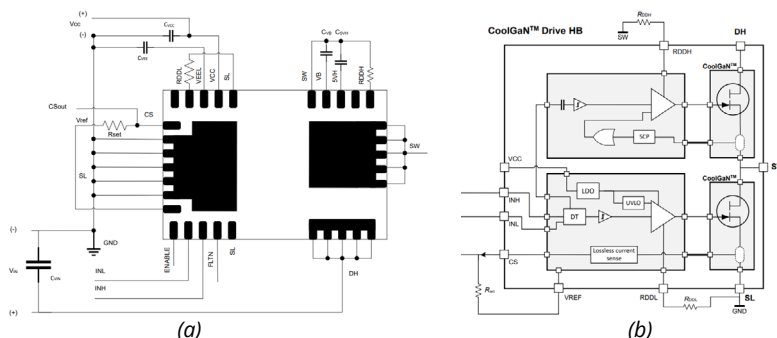 (+)
Vcc
(-)
CVCC
CVEE
RDDL
VEEL
VCC
SL
SW
CVB
VB
C5VH
5VH
RDDH
CSout
CS
Vref
Rset
SL
SW
(-)
GND
VIN
CVIN
ENABLE
INL
INH
FLTN
SL
DH
(+)
(a)
RDDH
SW
CoolGaN™ Drive HB
RDDH
DH
CoolGaN™
SCP
S
VCC
CoolGaN™
LDO
UVLO
INH
DT
INL
Lossless current
sense
CS
Rset
VREF
RDDL
RDDL
SL
GND
(b)